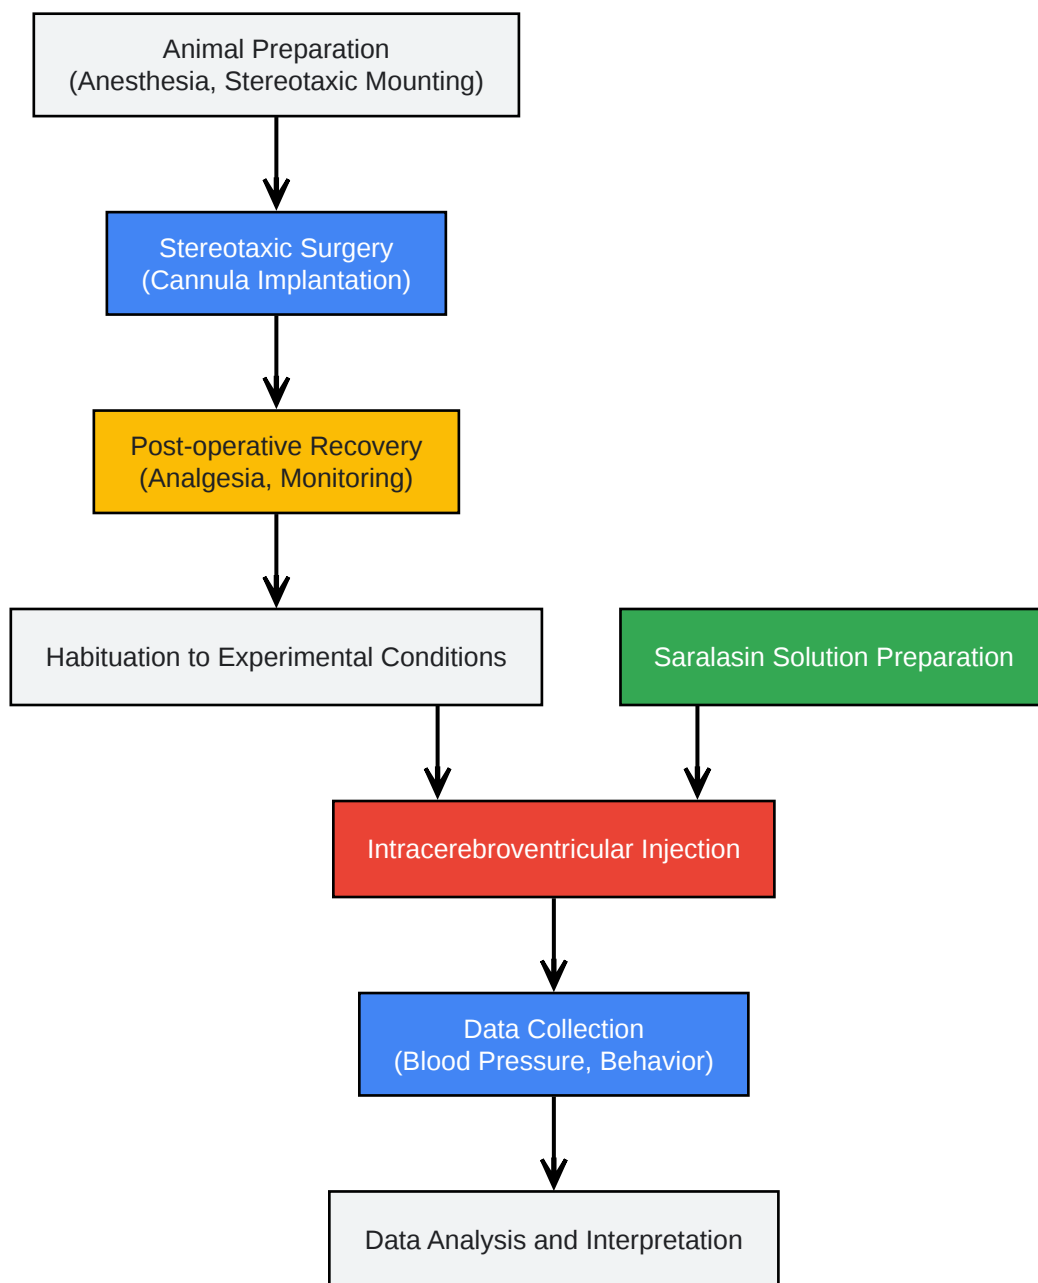 Animal Preparation
(Anesthesia, Stereotaxic Mounting)
Stereotaxic Surgery
(Cannula Implantation)
Post-operative Recovery
(Analgesia, Monitoring)
Habituation to Experimental Conditions
Saralasin Solution Preparation
Intracerebroventricular Injection
Data Collection
(Blood Pressure, Behavior)
Data Analysis and Interpretation